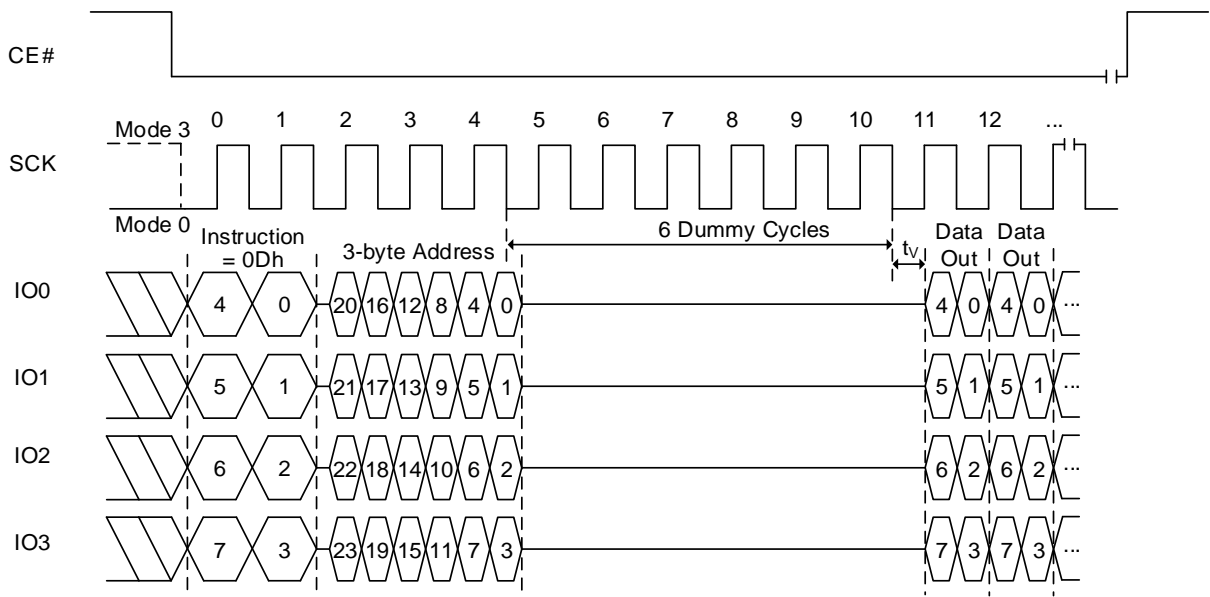 CE#
0 1 2 3 4 5 6 7 8 9 10 11 12 ...
Mode 3
SCK
Mode 0
Instruction
= 0Dh
3-byte Address
6 Dummy Cycles
tV
Data
Out
Data
Out
IO0 4 0 20 16 12 8 4 0 4 0 4 0 ...
IO1 5 1 21 17 13 9 5 1 5 1 5 1 ...
IO2 6 2 22 18 14 10 6 2 6 2 6 2 ...
IO3 7 3 23 19 15 11 7 3 7 3 7 3 ...